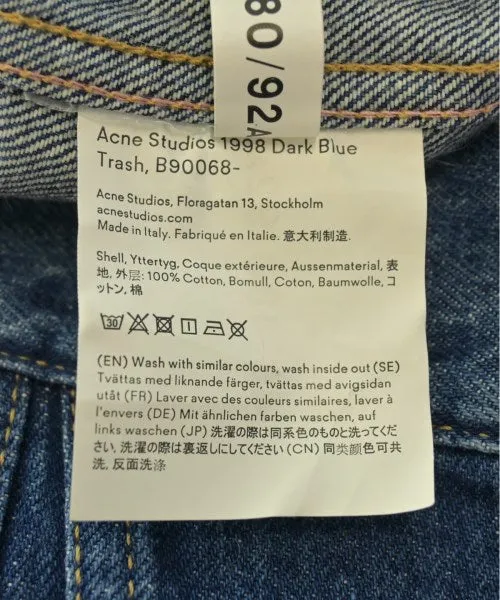 80/92A
Acne Studios 1998 Dark Blue
Trash, B90068-
Acne Studios, Floragatan 13, Stockholm
acnestudios.com
Made in Italy. Fabriqué en Italie. 意大利制造.
Shell, Yttertyg, Coque extérieure, Aussenmaterial, 表
地, 外层: 100% Cotton, Bomull, Coton, Baumwolle, コ
ットン, 棉
30
(EN) Wash with similar colours, wash inside out (SE)
Tvättas med liknande färger, tvättas med avigsidan
utåt (FR) Laver avec des couleurs similaires, laver à
l'envers (DE) Mit ähnlichen farben waschen, auf
links waschen (JP) 洗濯の際は同系色のものと洗ってくだ
さい, 洗濯の際は裏返しにしてください (CN) 同类颜色可共
洗, 反面洗涤